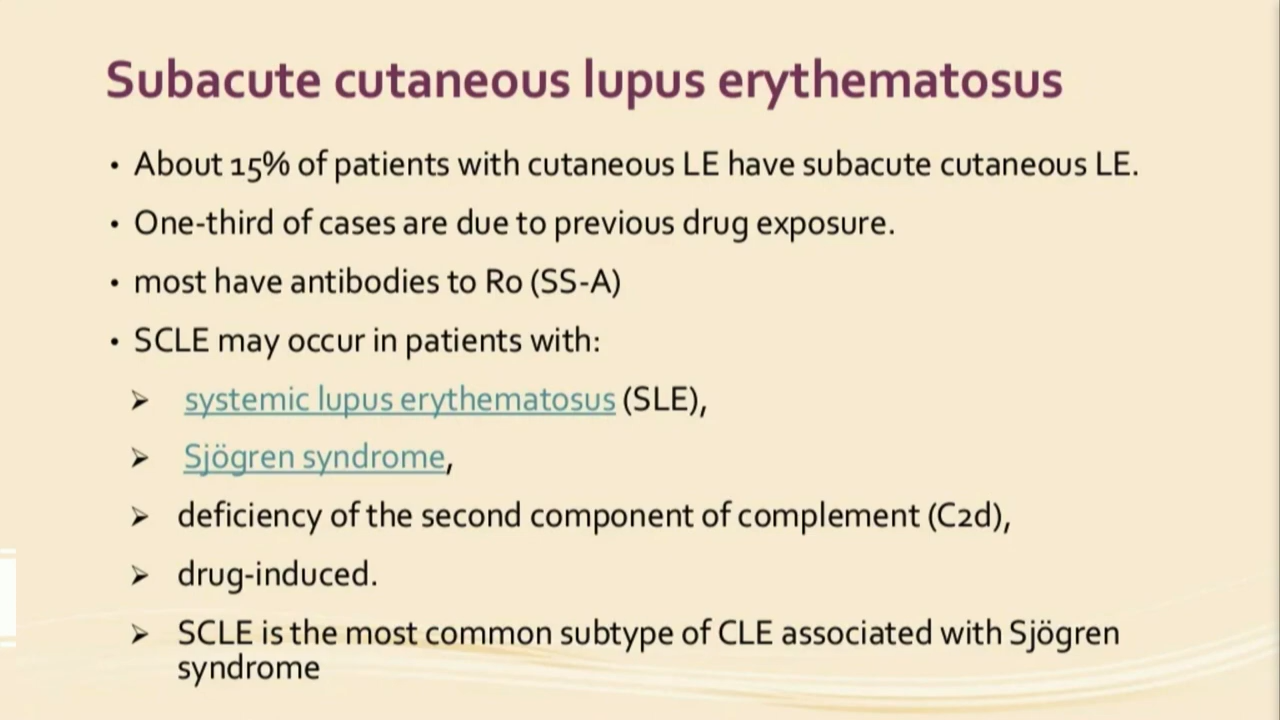 Subacute cutaneous lupus erythematosus
• About 15% of patients with cutaneous LE have subacute cutaneous LE.
• One-third of cases are due to previous drug exposure.
• most have antibodies to Ro (SS-A)
• SCLE may occur in patients with:
➢ systemic lupus erythematosus (SLE),
➢ Sjögren syndrome,
➢ deficiency of the second component of complement (C2d),
➢ drug-induced.
➢ SCLE is the most common subtype of CLE associated with Sjögren
syndrome